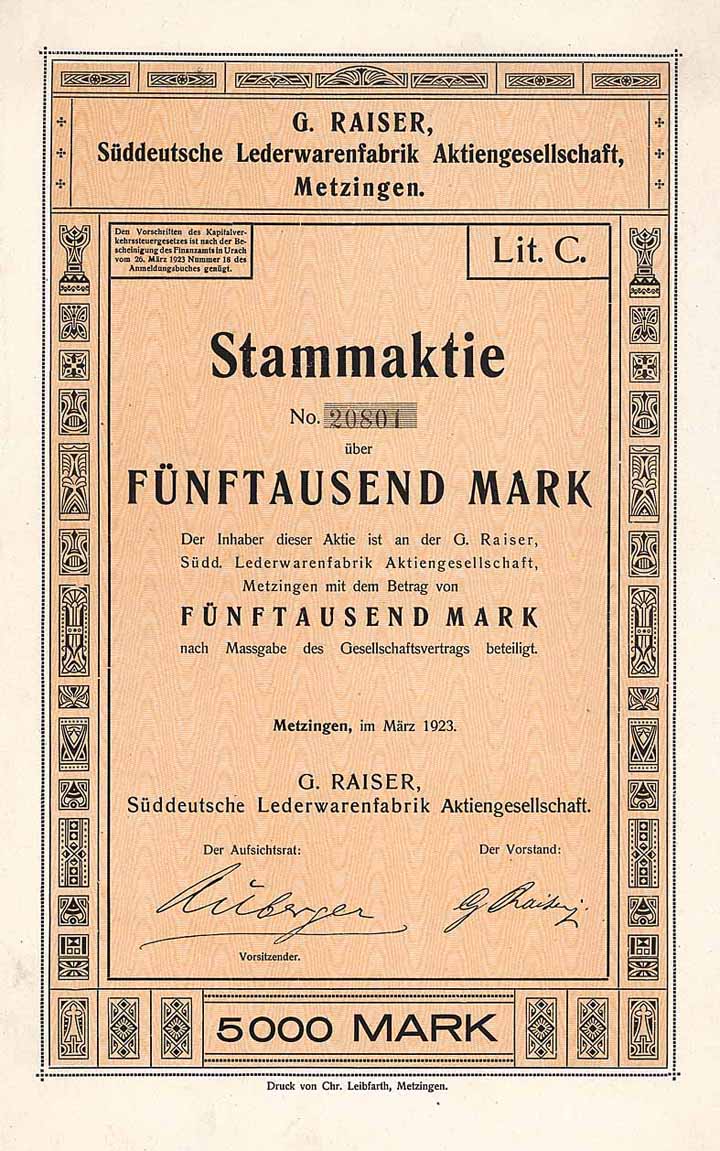 G. RAISER,
Süddeutsche Lederwarenfabrik Aktiengesellschaft,
Metzingen.
Den Vorschriften des Kapitalver-
kehrssteuergesetzes ist nach der Be-
scheinigung des Finanzamts in Urach
vom 26. März 1923 Nummer 18 des
Anmeldungsbuches genügt.
Lit. C.
Stammaktie
No. 20801
über
FÜNFTAUSEND MARK
Der Inhaber dieser Aktie ist an der G. Raiser,
Südd. Lederwarenfabrik Aktiengesellschaft,
Metzingen mit dem Betrag von
FÜNFTAUSEND MARK
nach Massgabe des Gesellschaftsvertrags beteiligt.
Metzingen, im März 1923.
G. RAISER,
Süddeutsche Lederwarenfabrik Aktiengesellschaft.
Der Aufsichtsrat:
Der Vorstand:
G. Raiser
Vorsitzender.
5000 MARK
Druck von Chr. Leibfarth, Metzingen.